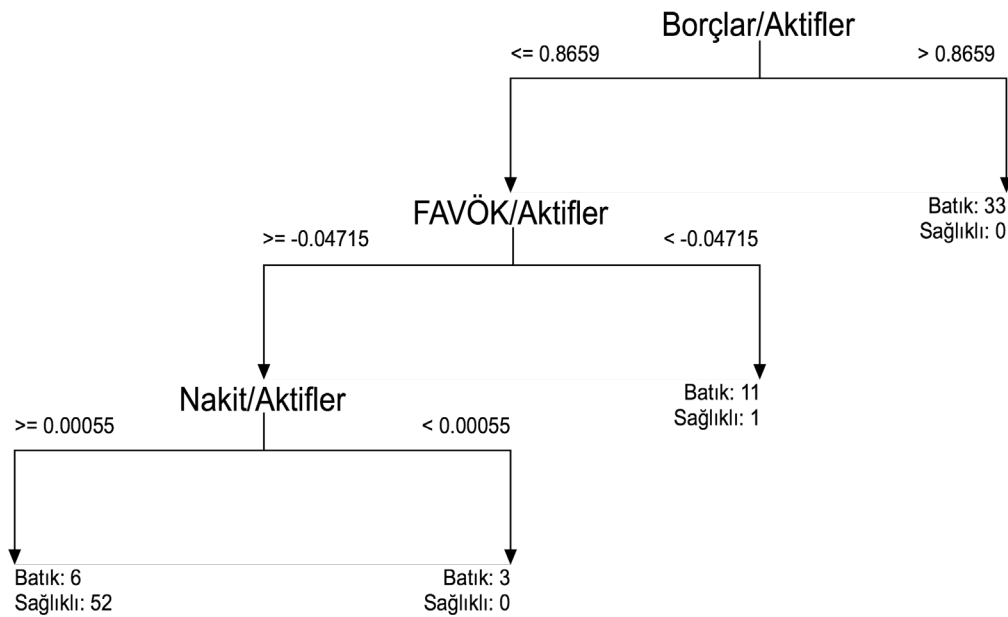 Borçlar/Aktifler
<= 0.8659
> 0.8659
FAVÖK/Aktifler
Batık: 33
Sağlıklı: 0
>= -0.04715
< -0.04715
Nakit/Aktifler
Batık: 11
Sağlıklı: 1
>= 0.00055
< 0.00055
Batık: 6
Sağlıklı: 52
Batık: 3
Sağlıklı: 0